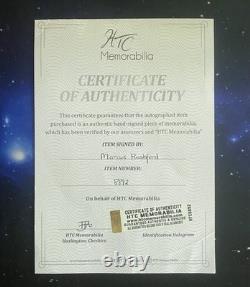 HTC
Memorabilia
CERTIFICATE
OF AUTHENTICITY
This certificate guarantees that the autographed item
purchased is an authentic hand-signed piece of memorabilia,
which has been verified by our assessors and "HTC Memorabilia"
ITEM SIGNED BY:
Marcus Rashford
ITEM NUMBER:
On behalf of HTC Memorabilia
CERTIFICATE OF AUTHENTICITY
HTC MEMORABILIA
HTC Memorabilia
Warrington, Cheshire
Identification Hologram